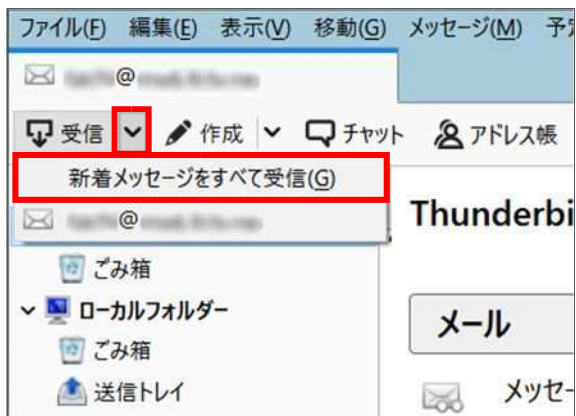 ファイル(F) 編集(E) 表示(V) 移動(G) メッセージ(M) 予
@
受信 作成 チャット アドレス帳
新着メッセージをすべて受信(G)
@
Thunderbi
ごみ箱
ローカルフォルダー
メール
ごみ箱
送信トレイ
メッセー